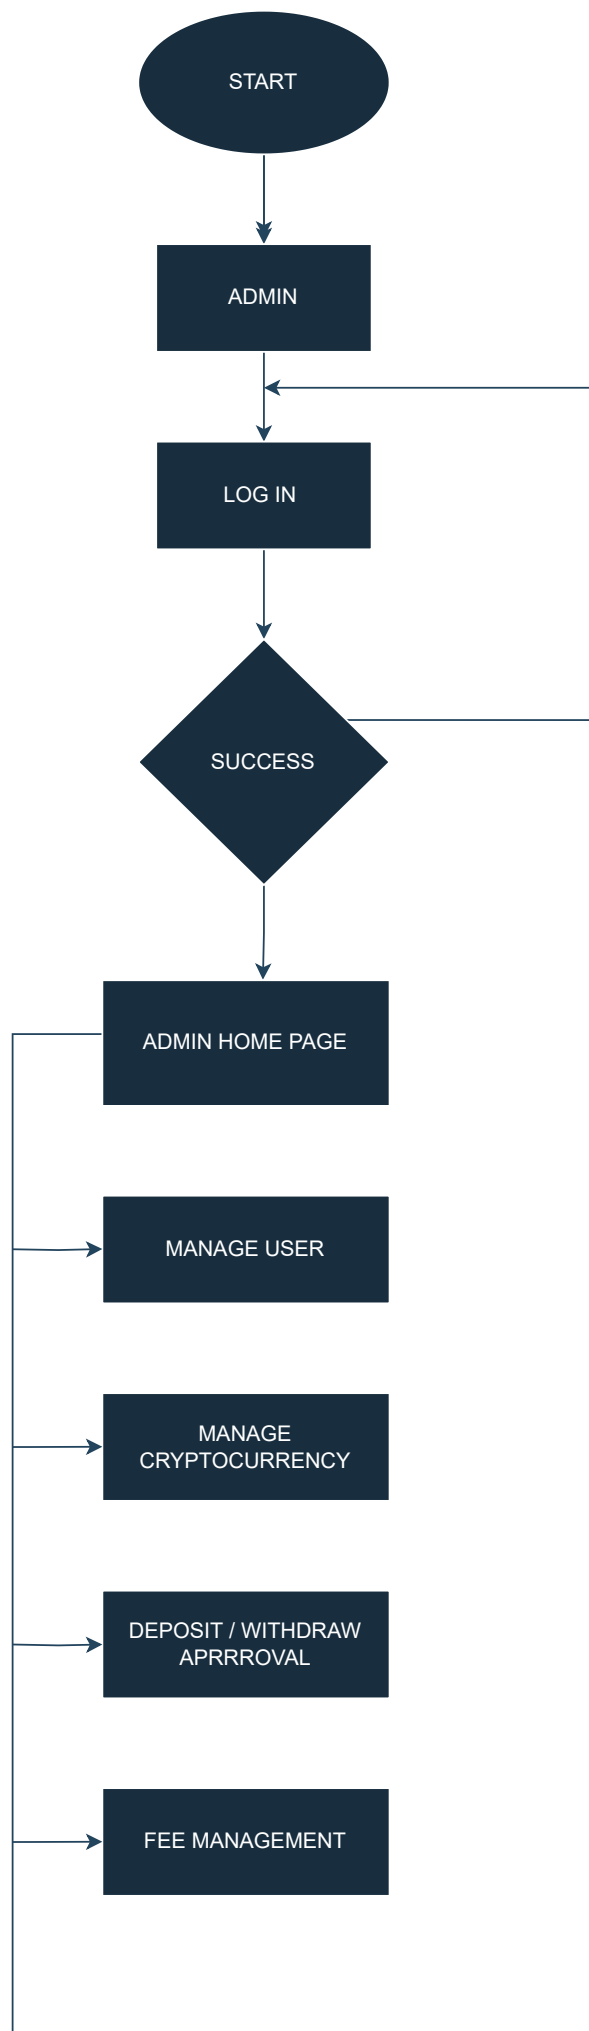 START
ADMIN
LOG IN
SUCCESS
ADMIN HOME PAGE
MANAGE USER
MANAGE
CRYPTOCURRENCY
DEPOSIT / WITHDRAW
APRRROVAL
FEE MANAGEMENT